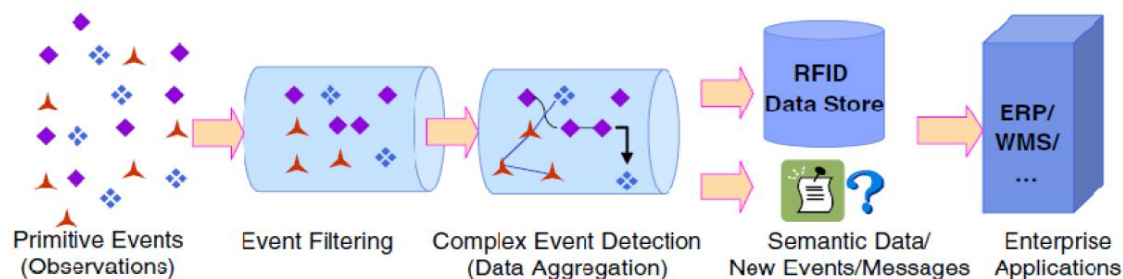 RFID
Data Store
ERP/
WMS/
...
Primitive Events
(Observations)
Event Filtering
Complex Event Detection
(Data Aggregation)
Semantic Data/
New Events/Messages
Enterprise
Applications
?